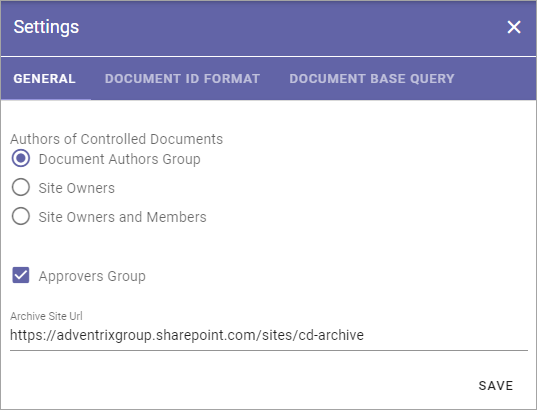 Settings
GENERAL DOCUMENT ID FORMAT DOCUMENT BASE QUERY
Authors of Controlled Documents
Document Authors Group
Site Owners
Site Owners and Members
Approvers Group
Archive Site Url
https://adventrixgroup.sharepoint.com/sites/cd-archive
SAVE